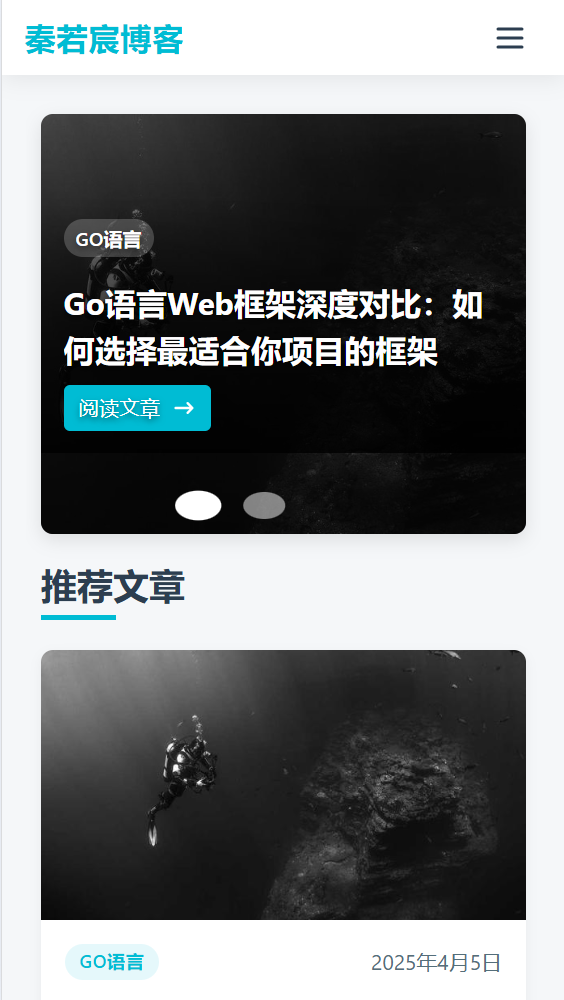 秦若宸博客
GO语言
Go语言Web框架深度对比：如
何选择最适合你项目的框架
阅读文章 →
推荐文章
GO语言
2025年4月5日